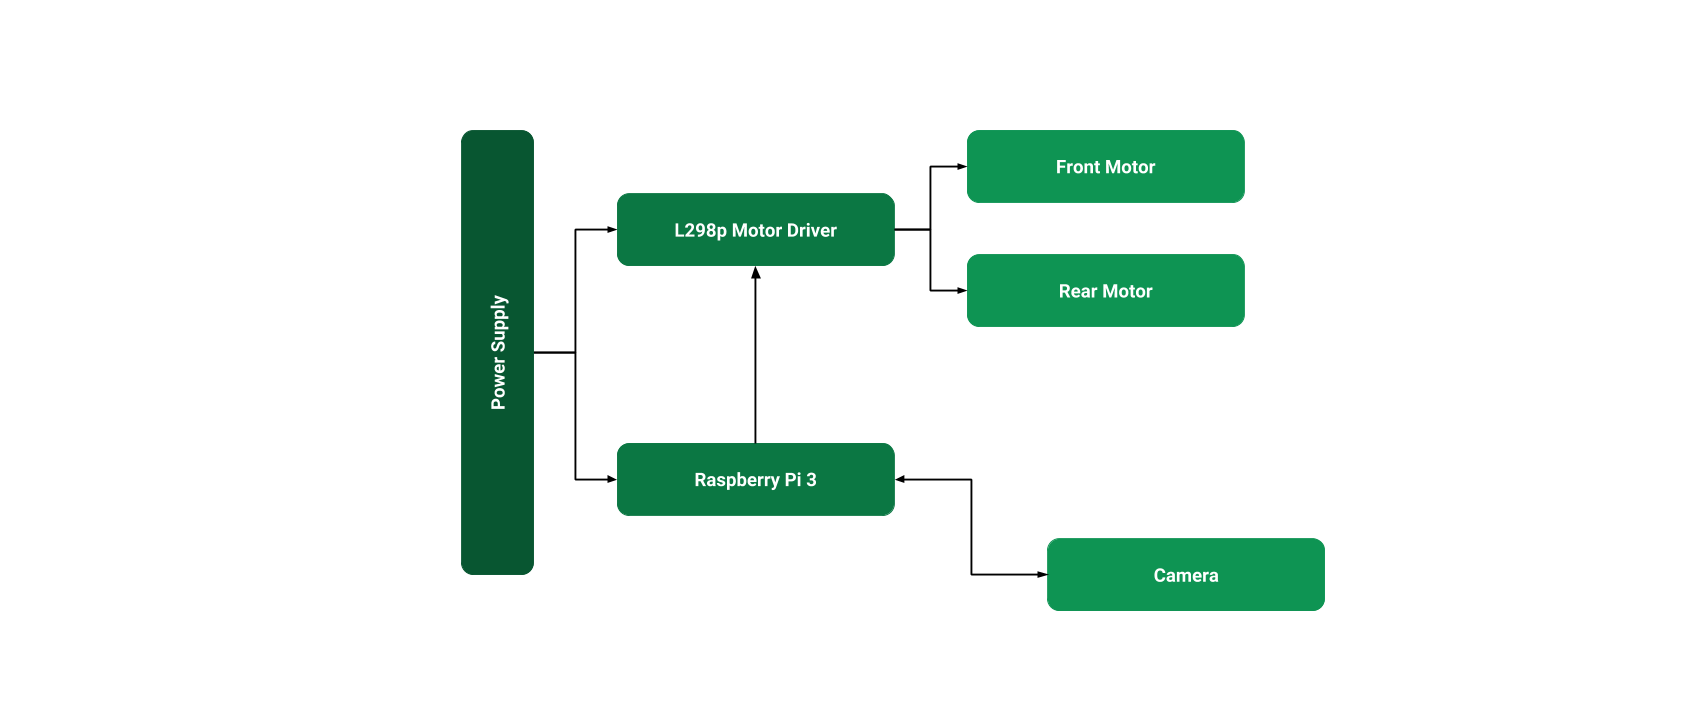 Power Supply
L298p Motor Driver
Front Motor
Rear Motor
Raspberry Pi 3
Camera